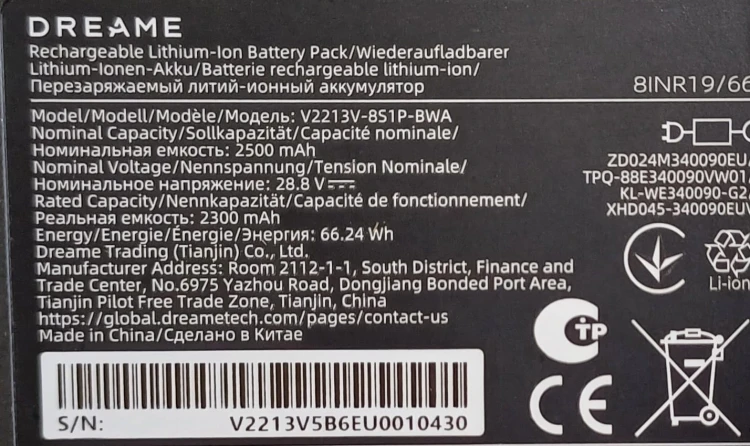 DREAME
Rechargeable Lithium-Ion Battery Pack/Wiederaufladbarer
Lithium-Ionen-Akku/Batterie rechargeable lithium-ion/
Перезаряжаемый литий-ионный аккумулятор
8INR19/66
Model/Modell/Modèle/Модель: V2213V-8S1P-BWA
Nominal Capacity/Sollkapazität/Capacité nominale/
Номинальная емкость: 2500 mAh
Nominal Voltage/Nennspannung/Tension Nominale/
Номинальное напряжение: 28.8 V
Rated Capacity/Nennkapazität/Capacité de fonctionnement/
Реальная емкость: 2300 mAh
Energy/Energie/Énergie/Энергия: 66.24 Wh
Dreame Trading (Tianjin) Co., Ltd.
Manufacturer Address: Room 2112-1-1, South District, Finance and
Trade Center, No.6975 Yazhou Road, Dongjiang Bonded Port Area,
Tianjin Pilot Free Trade Zone, Tianjin, China
https://global.dreametech.com/pages/contact-us
Made in China/Сделано в Китае
ZD024M340090EU/
TPQ-88E340090VW01/
KL-WE340090-G2/
XHD045-340090EUV
Li-ion
СТР
CE
S/N: V2213V5B6EU0010430